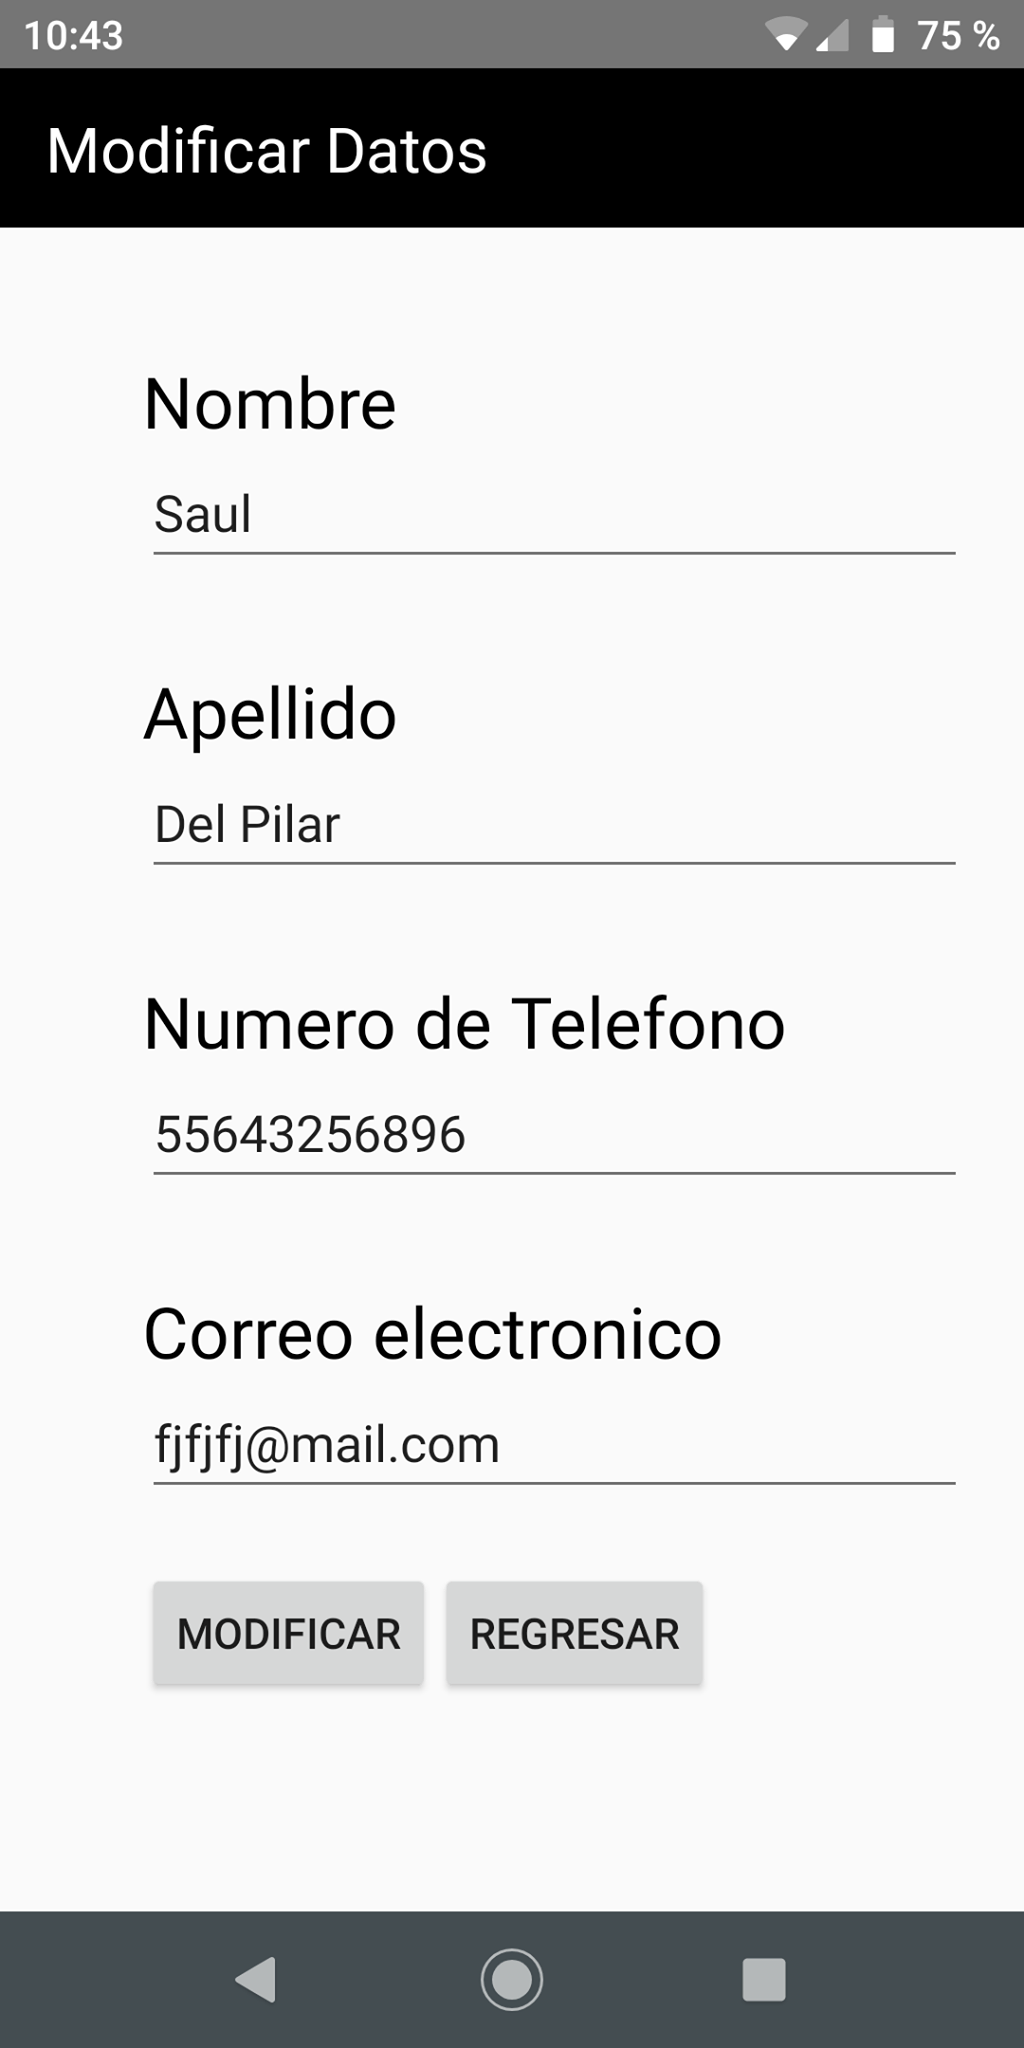 10:43 75 %
Modificar Datos
Nombre
Saul
Apellido
Del Pilar
Numero de Telefono
55643256896
Correo electronico
fjfjfj@mail.com
MODIFICAR REGRESAR